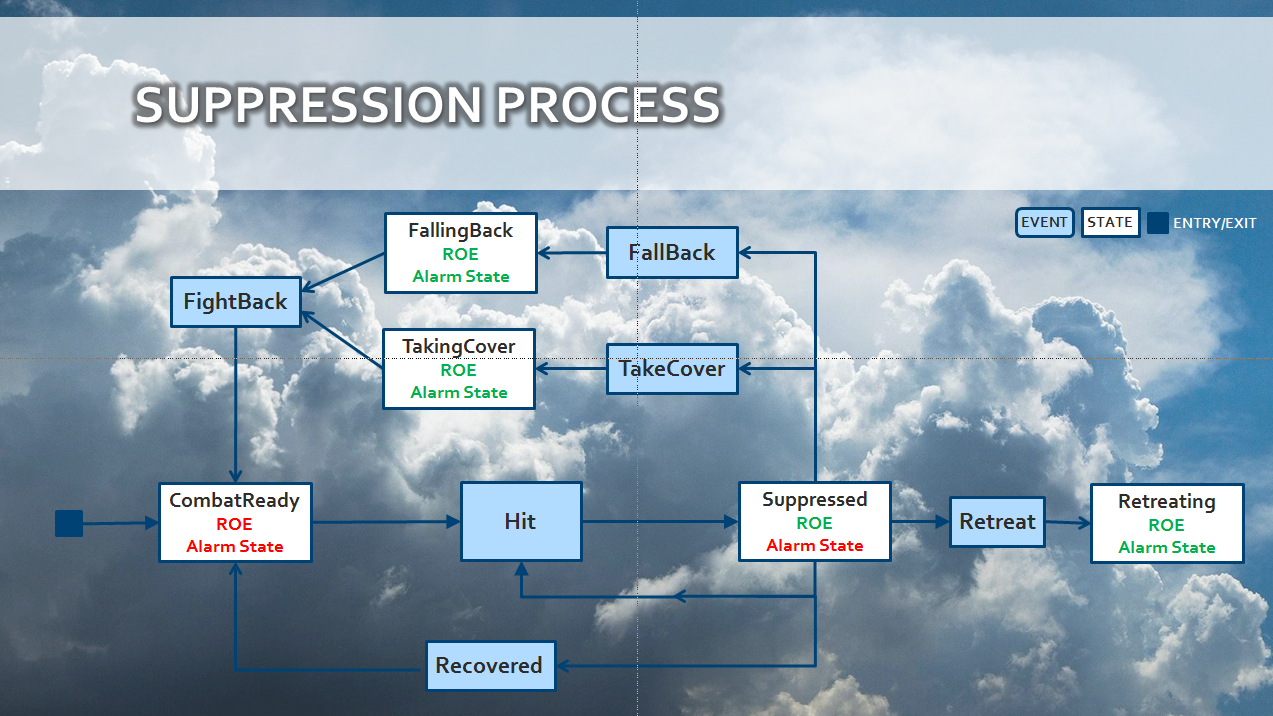 SUPPRESSION PROCESS
EVENT
STATE
ENTRY/EXIT
FallingBack
ROE
Alarm State
FallBack
FightBack
TakingCover
ROE
Alarm State
TakeCover
CombatReady
ROE
Alarm State
Hit
Suppressed
ROE
Alarm State
Retreat
Retreating
ROE
Alarm State
Recovered